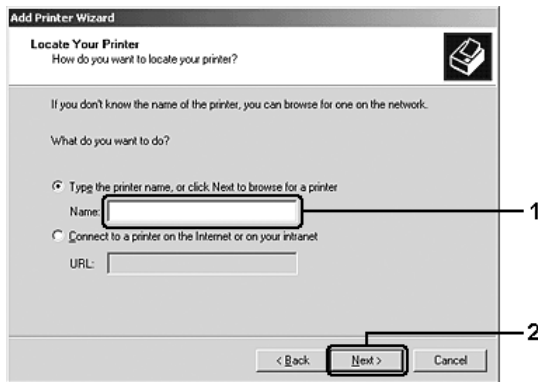 Add Printer Wizard
Locate Your Printer
How do you want to locate your printer?
If you don't know the name of the printer, you can browse for one on the network.
What do you want to do?
Type the printer name, or click Next to browse for a printer
Name:
1
Connect to a printer on the Internet or on your intranet
URL:
2
< Back Next > Cancel